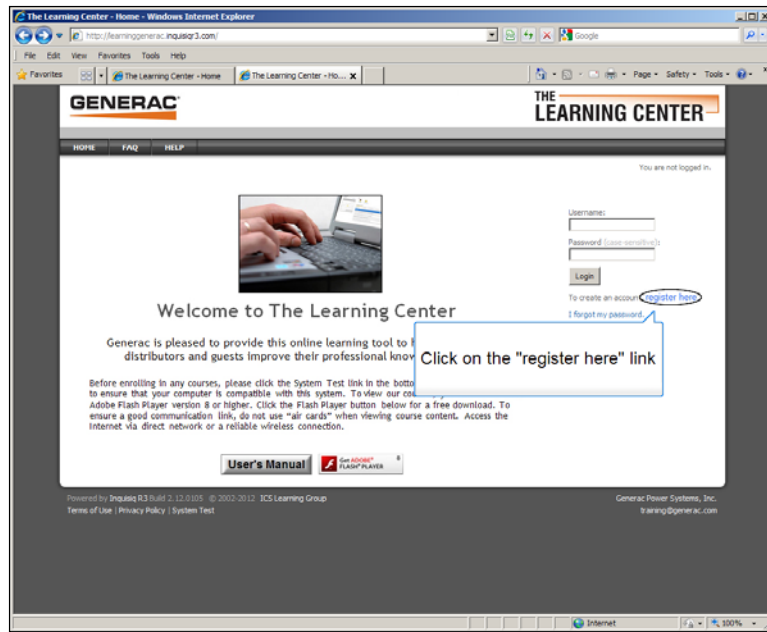 The Learning Center - Home - Windows Internet Explorer
http://learninggenerac.inquisiqr3.com/
Google
File Edit View Favorites Tools Help
Favorites
The Learning Center - Home
The Learning Center - Ho...
Page Safety Tools
GENERAC
THE
LEARNING CENTER
HOME FAQ HELP
You are not logged in.
Username:
Password (case-sensitive):
Login
To create an account register here
I forgot my password.
Click on the "register here" link
Welcome to The Learning Center
Generac is pleased to provide this online learning tool to
distributors and guests improve their professional
Before enrolling in any courses, please click the System Test link in the
to ensure that your computer is compatible with this system. To view our
Adobe Flash Player version 8 or higher. Click the Flash Player button below for a free download. To
ensure a good communication link, do not use "air cards" when viewing course content. Access the
Internet via direct network or a reliable wireless connection.
User's Manual
Get ADOBE®
FLASH® PLAYER
Powered by Inquisiq R3 Build 2.12.0105 © 2002-2012 ICS Learning Group
Generac Power Systems, Inc.
Terms of Use | Privacy Policy | System Test
training@generac.com
Internet
100%